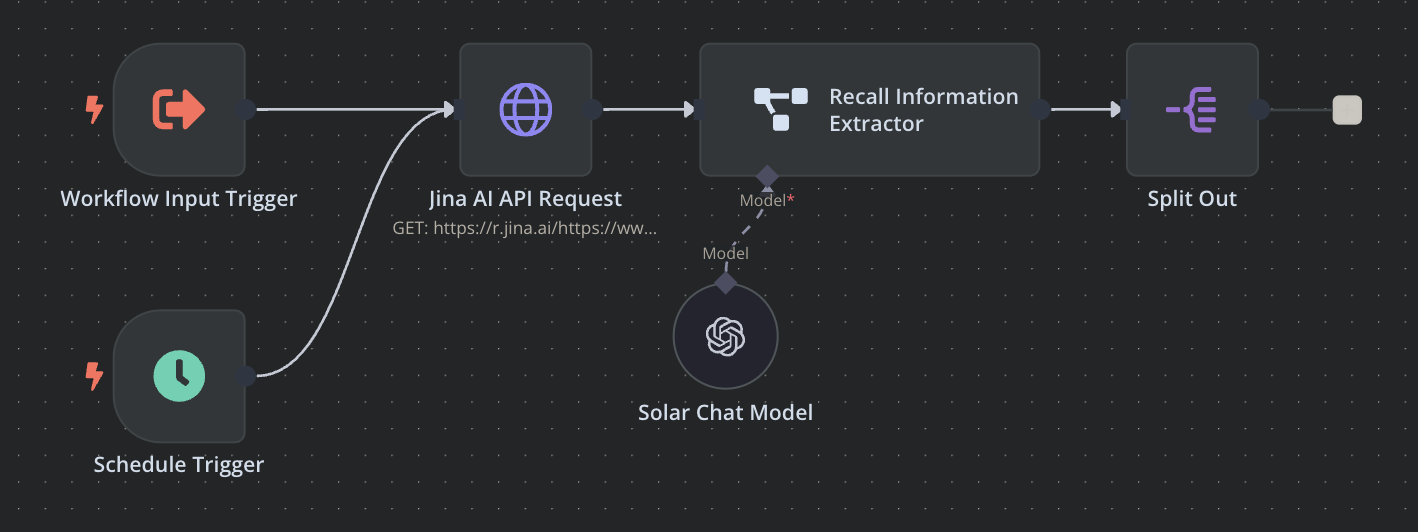 Workflow Input Trigger
Jina AI API Request
GET: https://r.jina.ai/https://ww...
Recall Information
Extractor
Model*
Model
Solar Chat Model
Split Out
Schedule Trigger